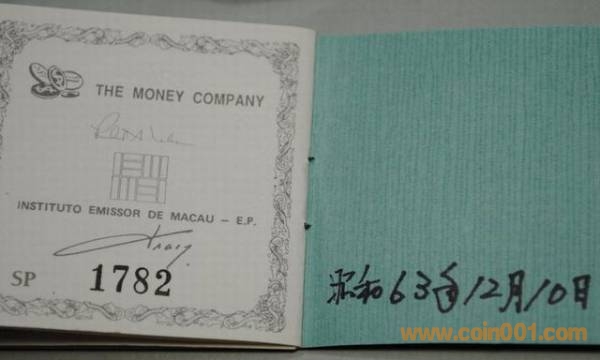 THE MONEY COMPANY
INSTITUTO EMISSOR DE MACAU – E.P.
SP 1782
昭和63年12月10日
www.coin001.com